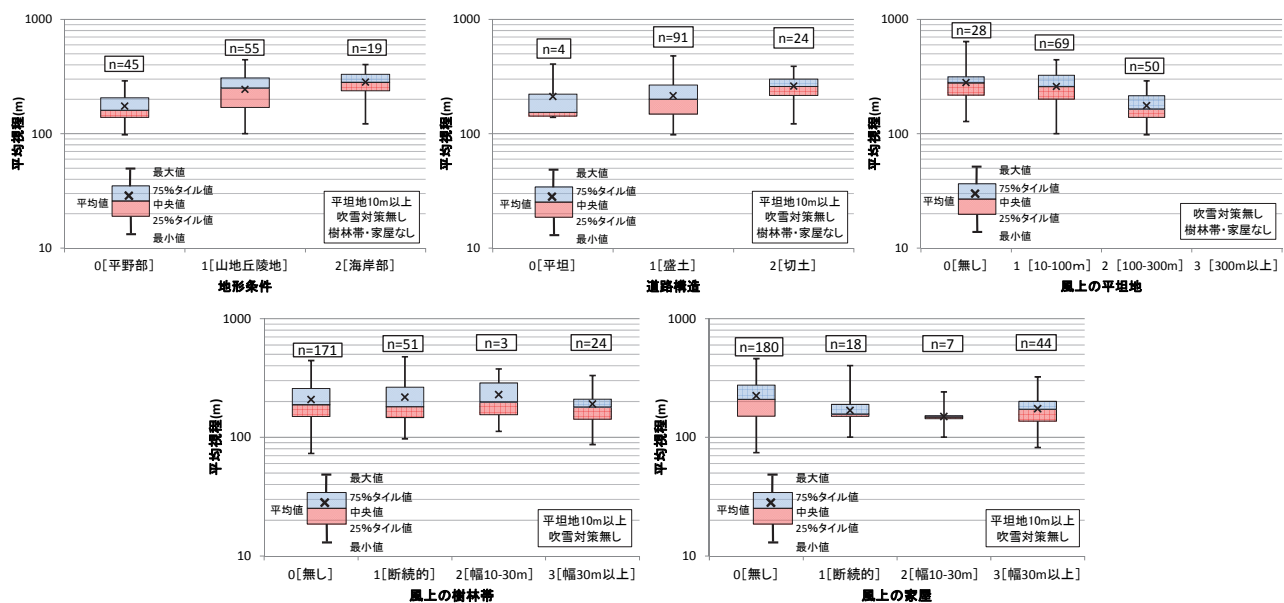 1000
100
10
平均視程(m)
n=45
n=55
n=19
最大値
75%タイル値
平均値
中央値
25%タイル値
最小値
平坦地10m以上
吹雪対策無し
樹林帯・家屋なし
0[平野部]
1[山地丘陵地]
2[海岸部]
地形条件
1000
100
10
平均視程(m)
n=4
n=91
n=24
最大値
75%タイル値
平均値
中央値
25%タイル値
最小値
平坦地10m以上
吹雪対策無し
樹林帯・家屋なし
0[平坦]
1[盛土]
2[切土]
道路構造
1000
100
10
平均視程(m)
n=28
n=69
n=50
最大値
75%タイル値
平均値
中央値
25%タイル値
最小値
吹雪対策無し
樹林帯・家屋なし
0[無し]
1 [10-100m]
2 [100-300m]
3 [300m以上]
風上の平坦地
1000
100
10
平均視程(m)
n=171
n=51
n=3
n=24
最大値
75%タイル値
平均値
中央値
25%タイル値
最小値
平坦地10m以上
吹雪対策無し
0[無し]
1[断続的]
2[幅10-30m]
3[幅30m以上]
風上の樹林帯
1000
100
10
平均視程(m)
n=180
n=18
n=7
n=44
最大値
75%タイル値
平均値
中央値
25%タイル値
最小値
平坦地10m以上
吹雪対策無し
0[無し]
1[断続的]
2[幅10-30m]
3[幅30m以上]
風上の家屋